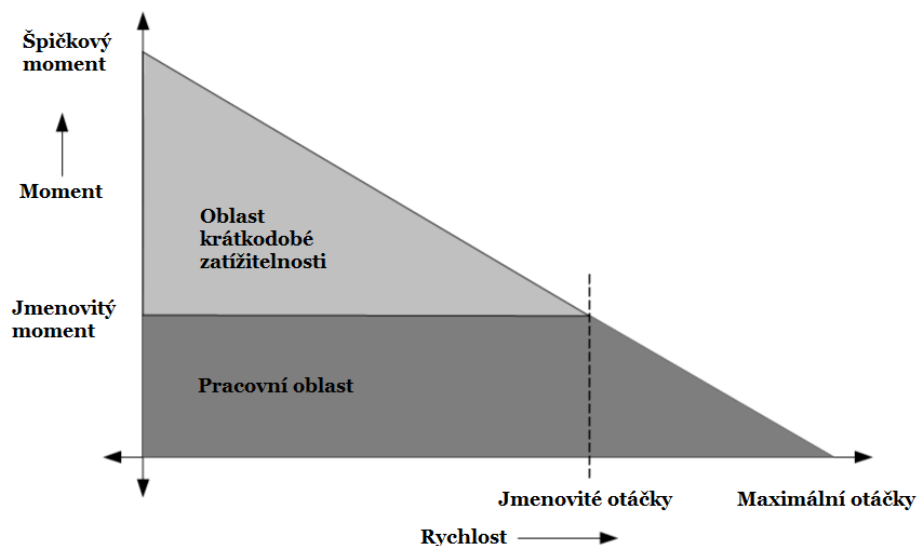 Špičkový
moment
Moment
Oblast
krátkodobé
zatížitelnosti
Jmenovitý
moment
Pracovní oblast
Jmenovité otáčky
Maximální otáčky
Rychlost